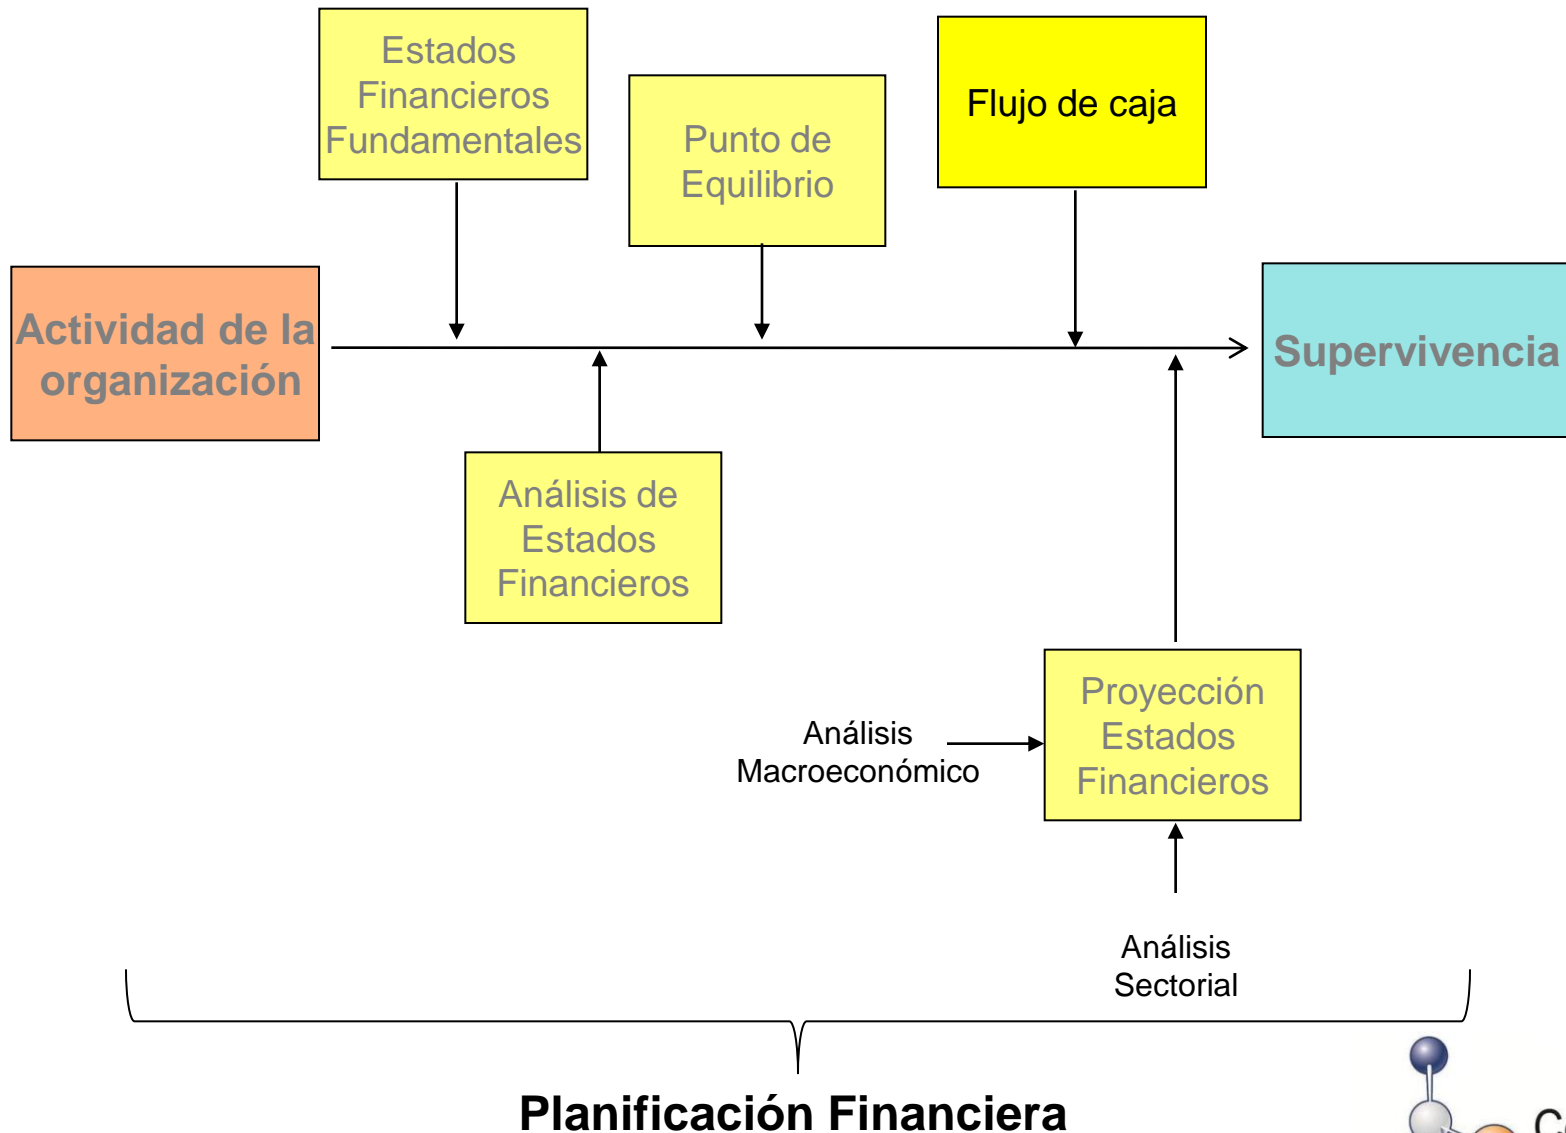 Estados
Financieros
Fundamentales
Punto de
Equilibrio
Flujo de caja
Actividad de la
organización
Supervivencia
Análisis de
Estados
Financieros
Proyección
Estados
Financieros
Análisis
Macroeconómico
Análisis
Sectorial
Planificación Financiera